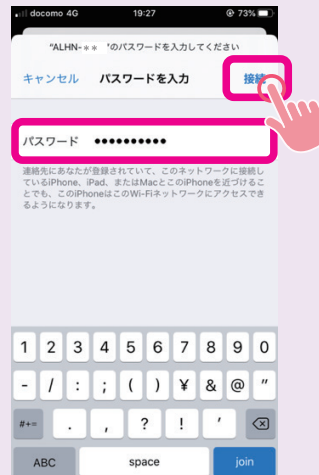 docomo 4G 19:27 73%
"ALHN-** 'のパスワードを入力してください
キャンセル パスワードを入力 接続
パスワード ●●●●●●●●●●
連絡先にあなたが登録されていて、このネットワークに接続し
ているiPhone、iPad、またはMacとこのiPhoneを近づけるこ
とでも、このiPhoneはこのWi-Fiネットワークにアクセスでき
るようになります。
1 2 3 4 5 6 7 8 9 0
- / : ; ( ) ¥ & @ "
#+= . , ? ! '
ABC space join